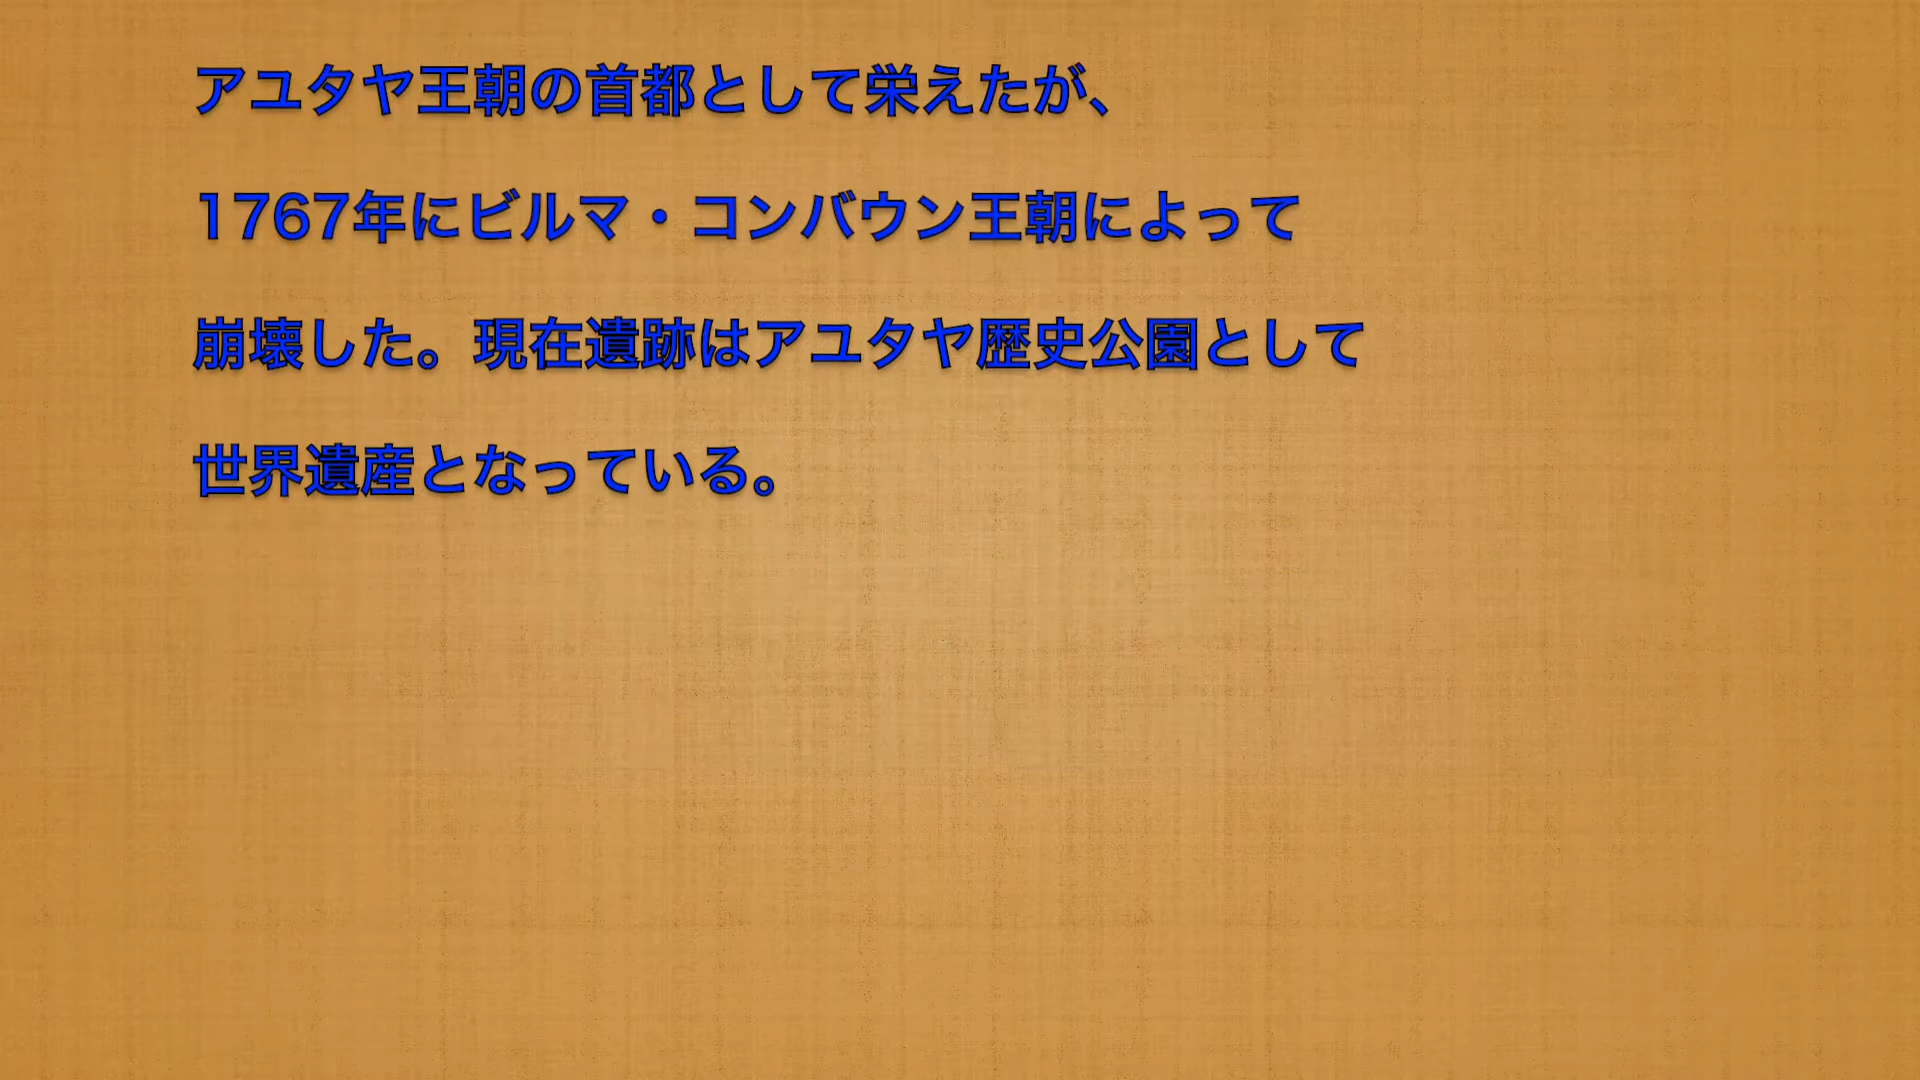 アユタヤ王朝の首都として栄えたが、
1767年にビルマ・コンバウン王朝によって
崩壊した。現在遺跡はアユタヤ歴史公園として
世界遺産となっている。